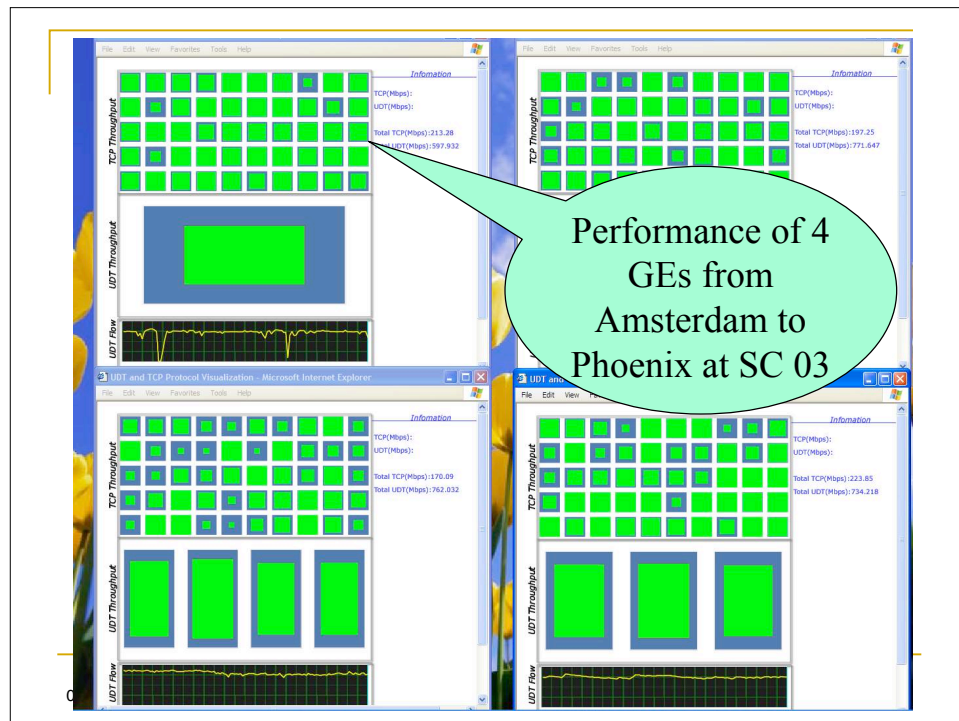 File Edit View Favorites Tools Help
Infomation
TCP(Mbps):
UDT(Mbps):
Total TCP(Mbps):213.28
Total UDT(Mbps):597.932
TCP Throughput
UDT Throughput
UDT Flow
File Edit View Favorites Tools Help
Infomation
TCP(Mbps):
UDT(Mbps):
Total TCP(Mbps):197.25
Total UDT(Mbps):771.647
TCP Throughput
Performance of 4
GEs from
Amsterdam to
Phoenix at SC 03
UDT and TCP Protocol Visualization - Microsoft Internet Explorer
File Edit View Favorites Tools Help
Infomation
TCP(Mbps):
UDT(Mbps):
Total TCP(Mbps):170.09
Total UDT(Mbps):762.032
TCP Throughput
UDT Throughput
UDT Flow
UDT and
File Edit View
Infomation
TCP(Mbps):
UDT(Mbps):
Total TCP(Mbps):223.85
Total UDT(Mbps):734.218
TCP Throughput
UDT Throughput
UDT Flow